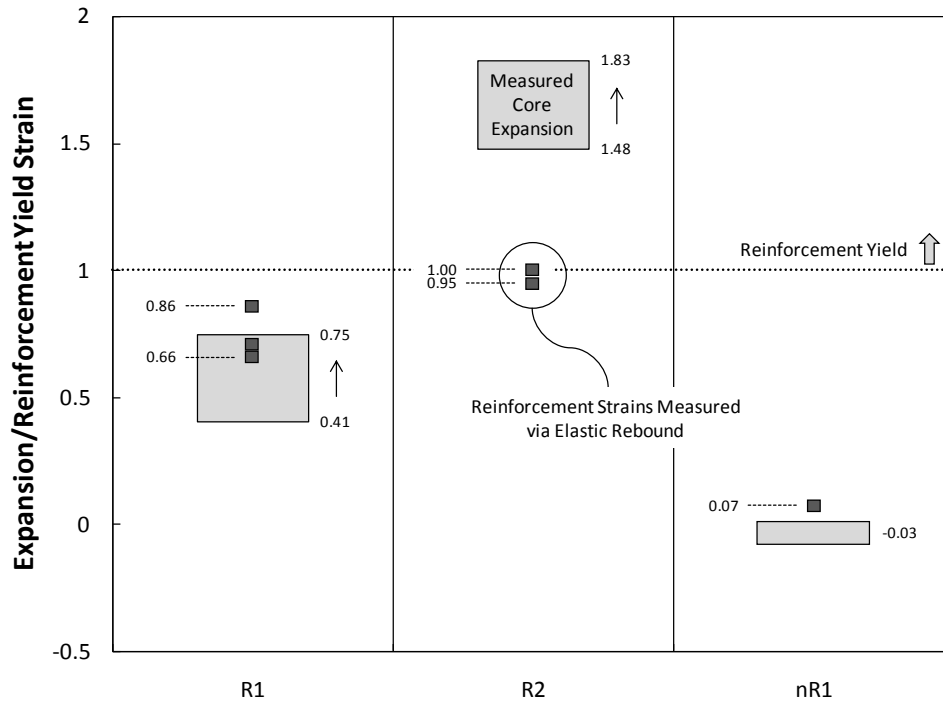 Expansion/Reinforcement Yield Strain
2
1.5
1
0.5
0
-0.5
1.83
Measured
Core
Expansion
1.48
Reinforcement Yield
1.00
0.95
0.86
0.75
0.66
0.41
Reinforcement Strains Measured
via Elastic Rebound
0.07
-0.03
R1
R2
nR1